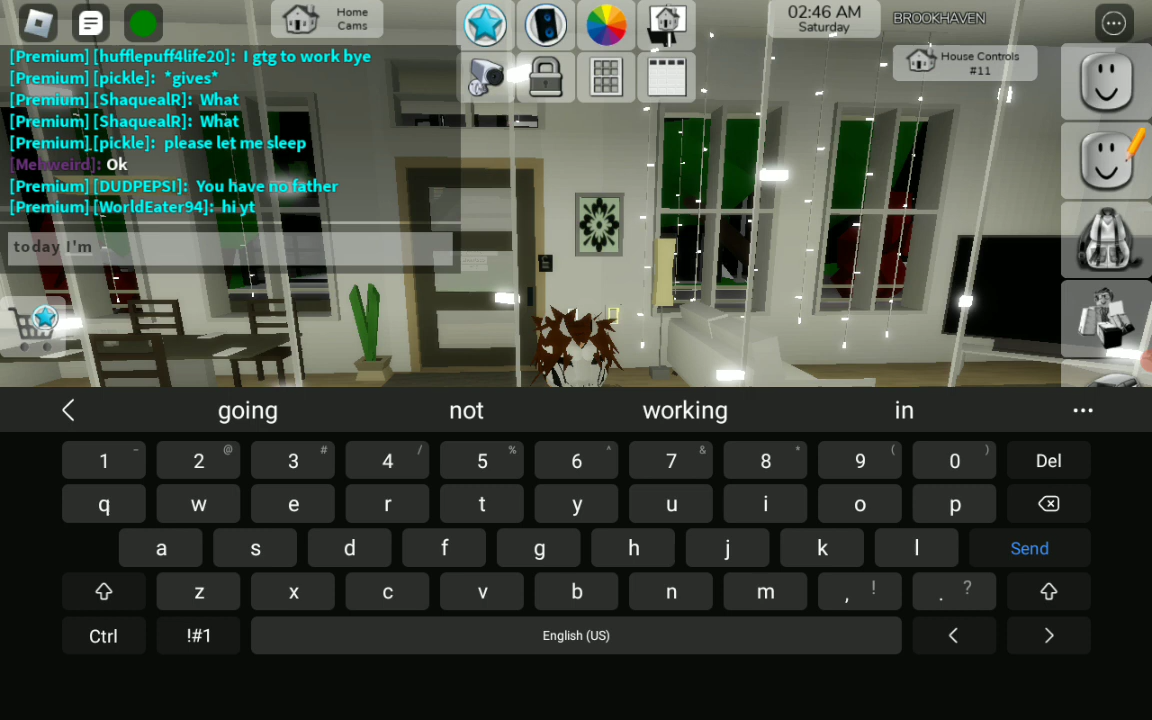 Home
Cams
02:46 AM
Saturday
BROOKHAVEN
House Controls
#11
[Premium] [hufflepuff4life20]: I gtg to work bye
[Premium] [pickle]: *gives*
[Premium] [ShaquealR]: What
[Premium] [ShaquealR]: What
[Premium] [pickle]: please let me sleep
Ok
[Premium] [DUDPEPSI]: You have no father
[Premium] [WorldEater94]: hi yt
today I'm
going not working in
1 - 2 @ 3 # 4 / 5 % 6 ^ 7 & 8 * 9 ( 0 ) Del
q w e r t y u i o p
a s d f g h j k l Send
z x c v b n m , ! . ?
Ctrl !#1 English (US) < >